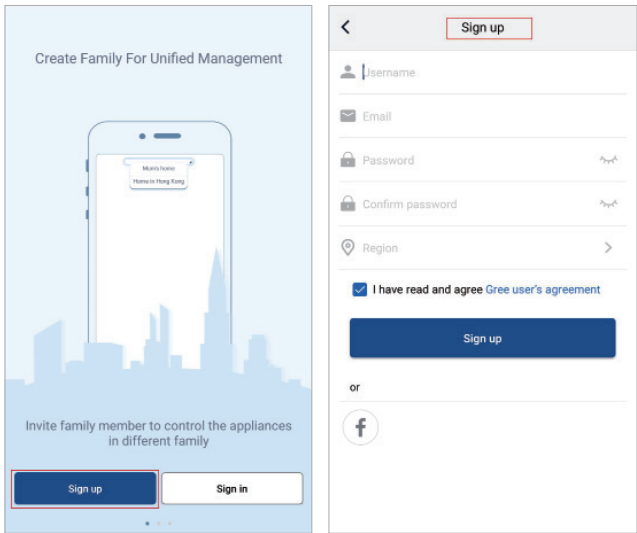 Create Family For Unified Management
Mum's home
Home in Hong Kong
Invite family member to control the appliances
in different family
Sign up
Sign in
Sign up
Username
Email
Password
Confirm password
Region
I have read and agree Gree user's agreement
Sign up
or
f